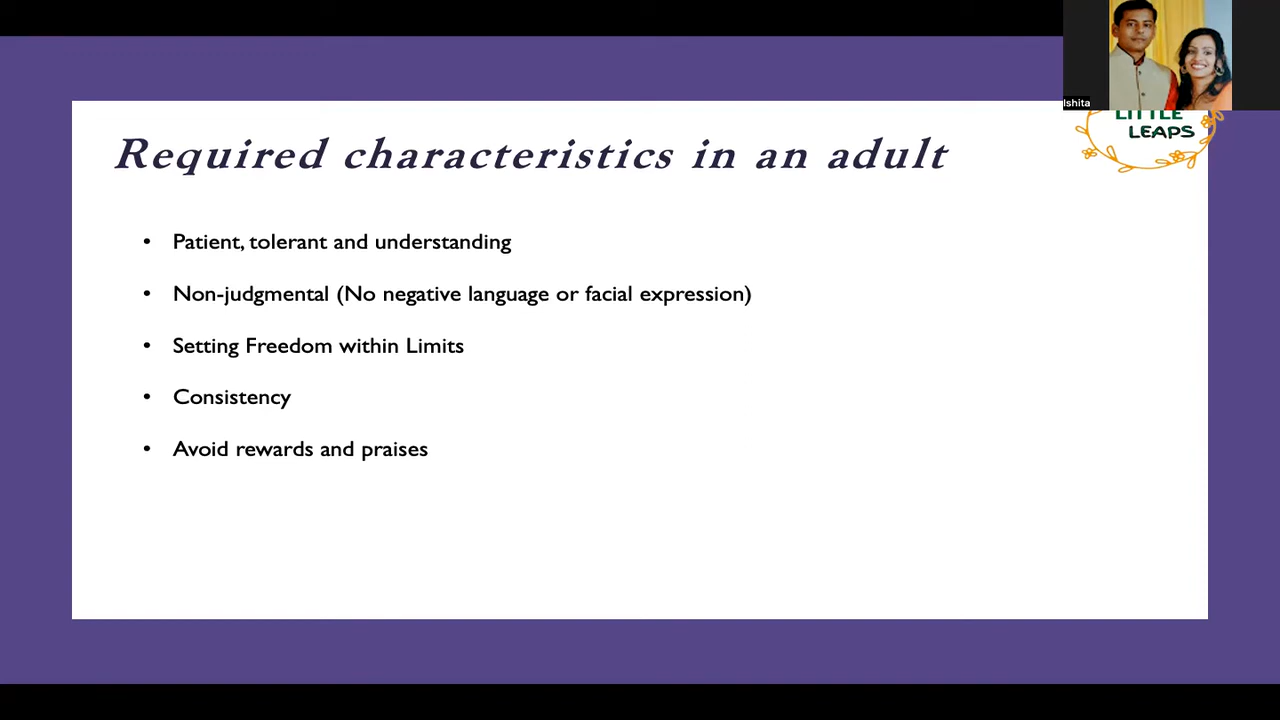 Ishita
LITTLE
LEAPS
Required characteristics in an adult
• Patient, tolerant and understanding
• Non-judgmental (No negative language or facial expression)
• Setting Freedom within Limits
• Consistency
• Avoid rewards and praises